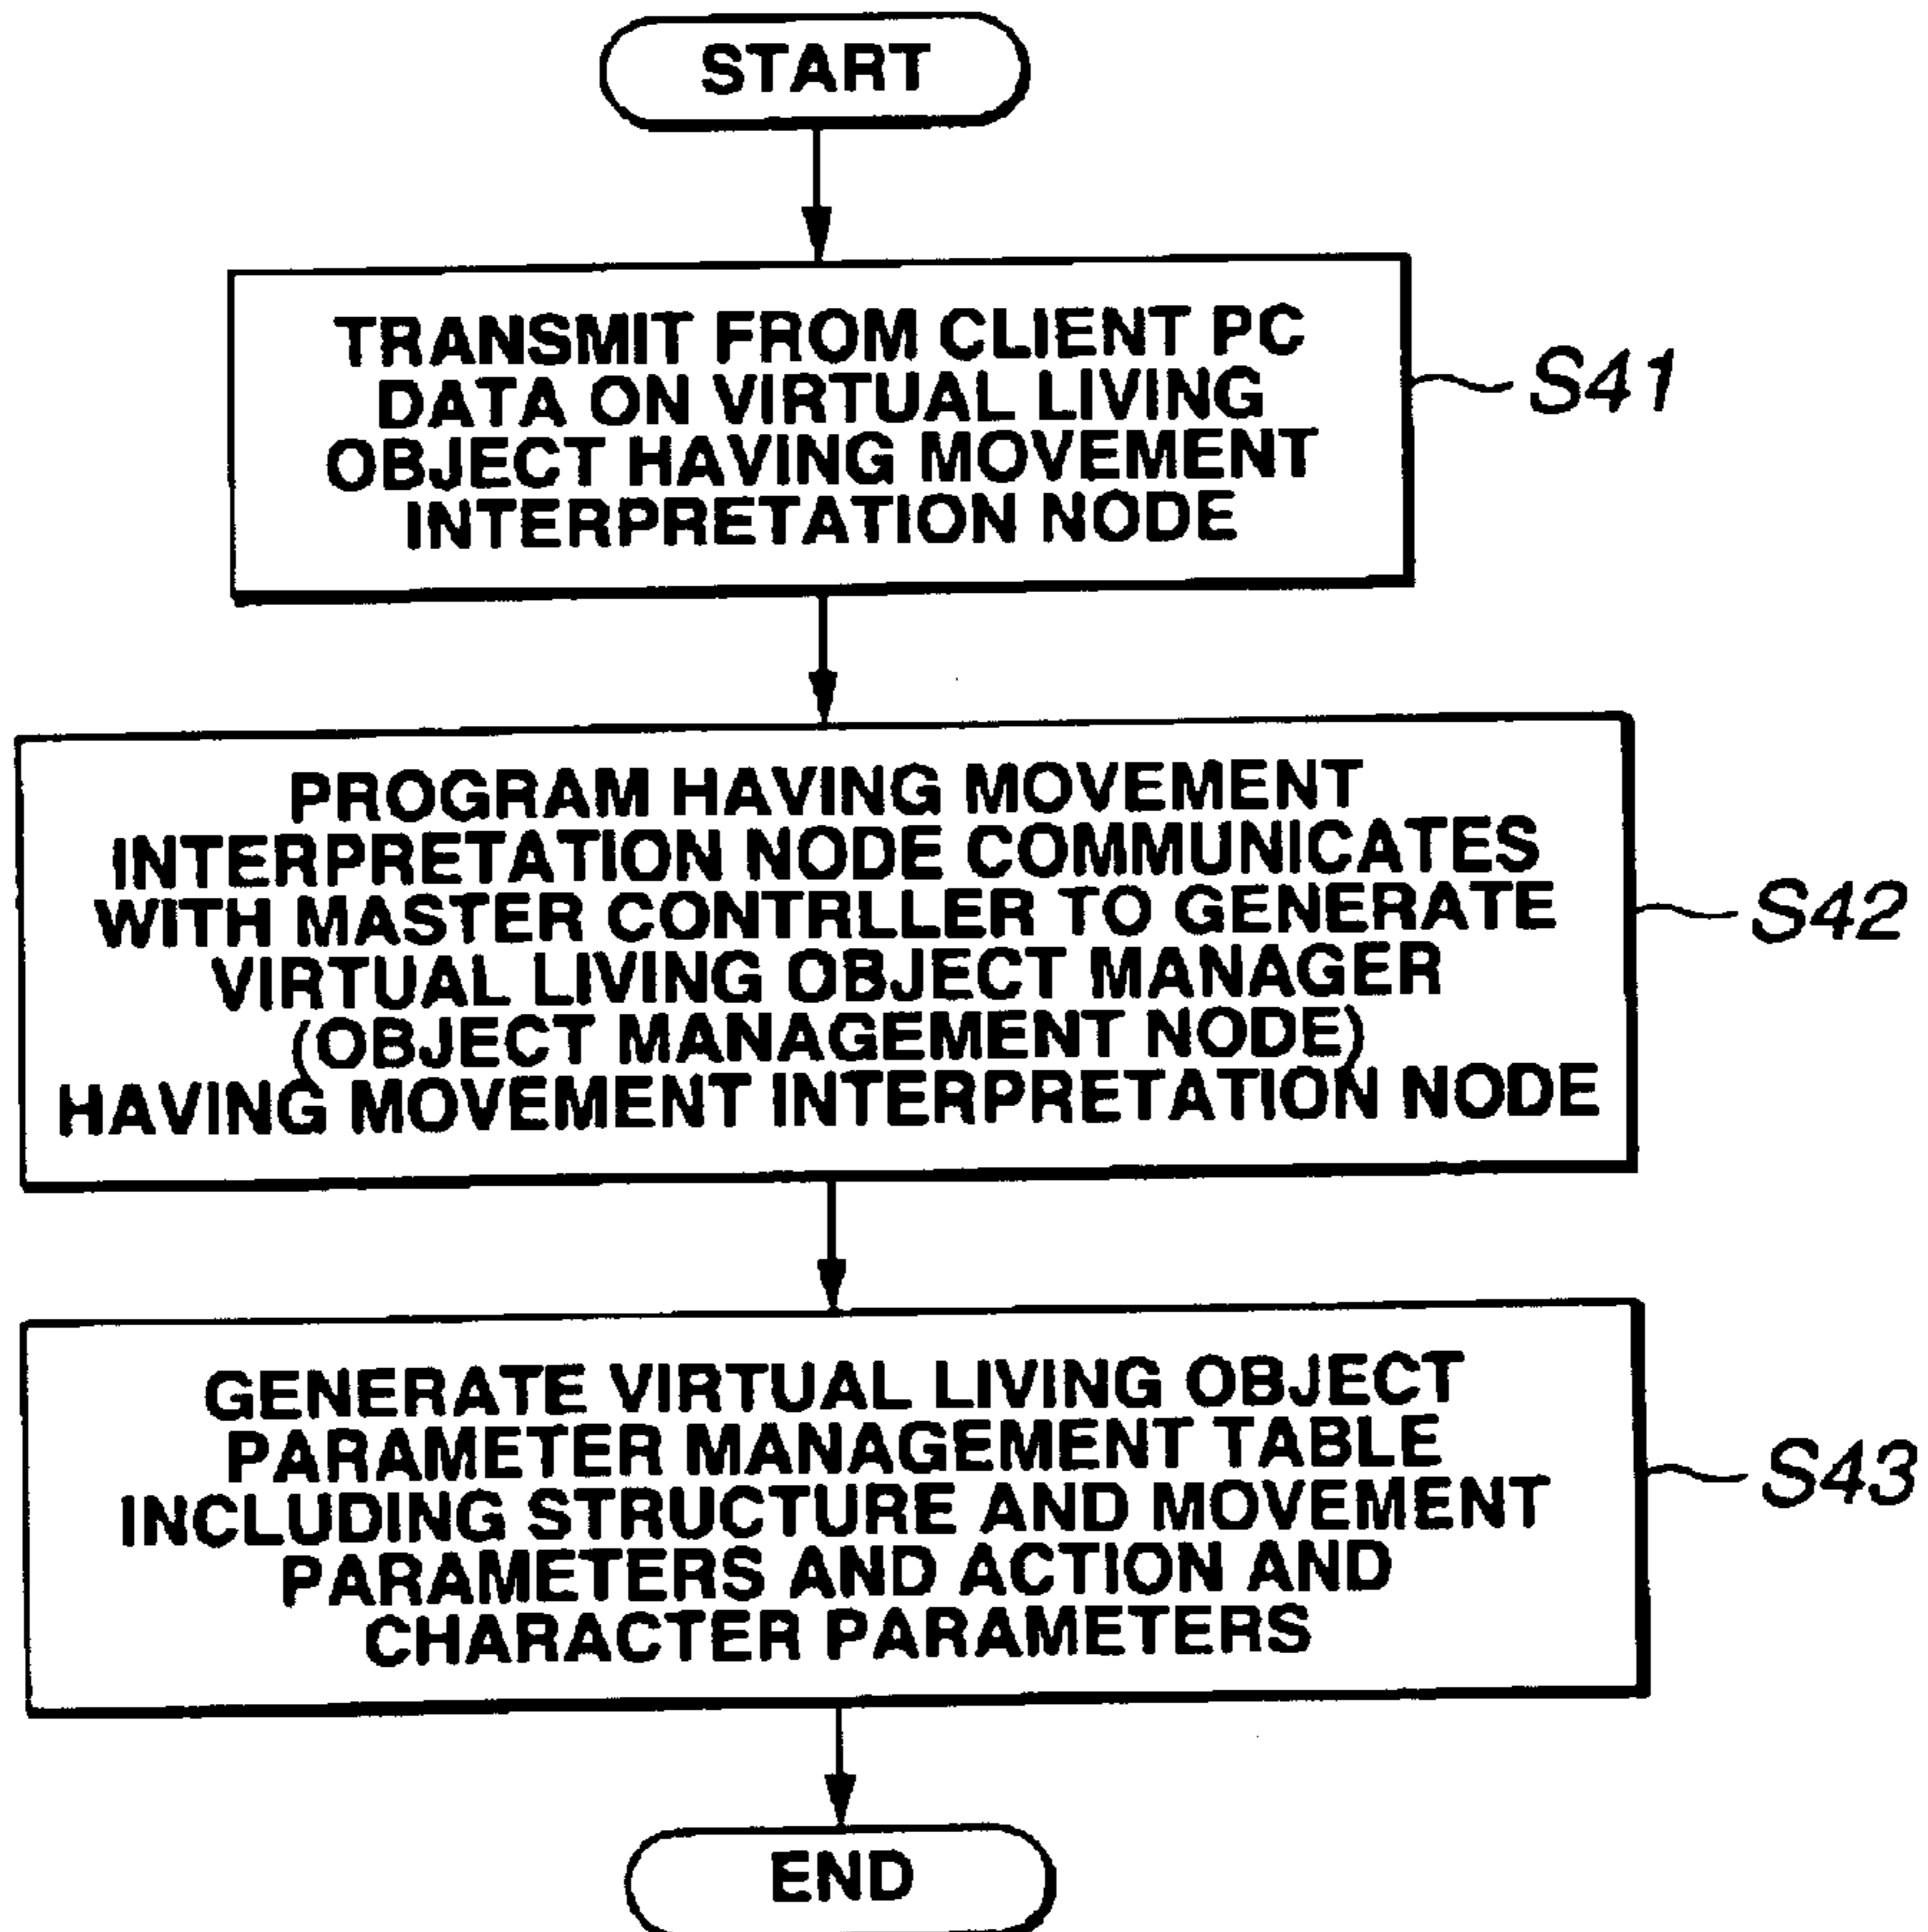 START
TRANSMIT FROM CLIENT PC
DATA ON VIRTUAL LIVING
OBJECT HAVING MOVEMENT
INTERPRETATION NODE
S41
PROGRAM HAVING MOVEMENT
INTERPRETATION NODE COMMUNICATES
WITH MASTER CONTRLLER TO GENERATE
VIRTUAL LIVING OBJECT MANAGER
(OBJECT MANAGEMENT NODE)
HAVING MOVEMENT INTERPRETATION NODE
S42
GENERATE VIRTUAL LIVING OBJECT
PARAMETER MANAGEMENT TABLE
INCLUDING STRUCTURE AND MOVEMENT
PARAMETERS AND ACTION AND
CHARACTER PARAMETERS
S43
END